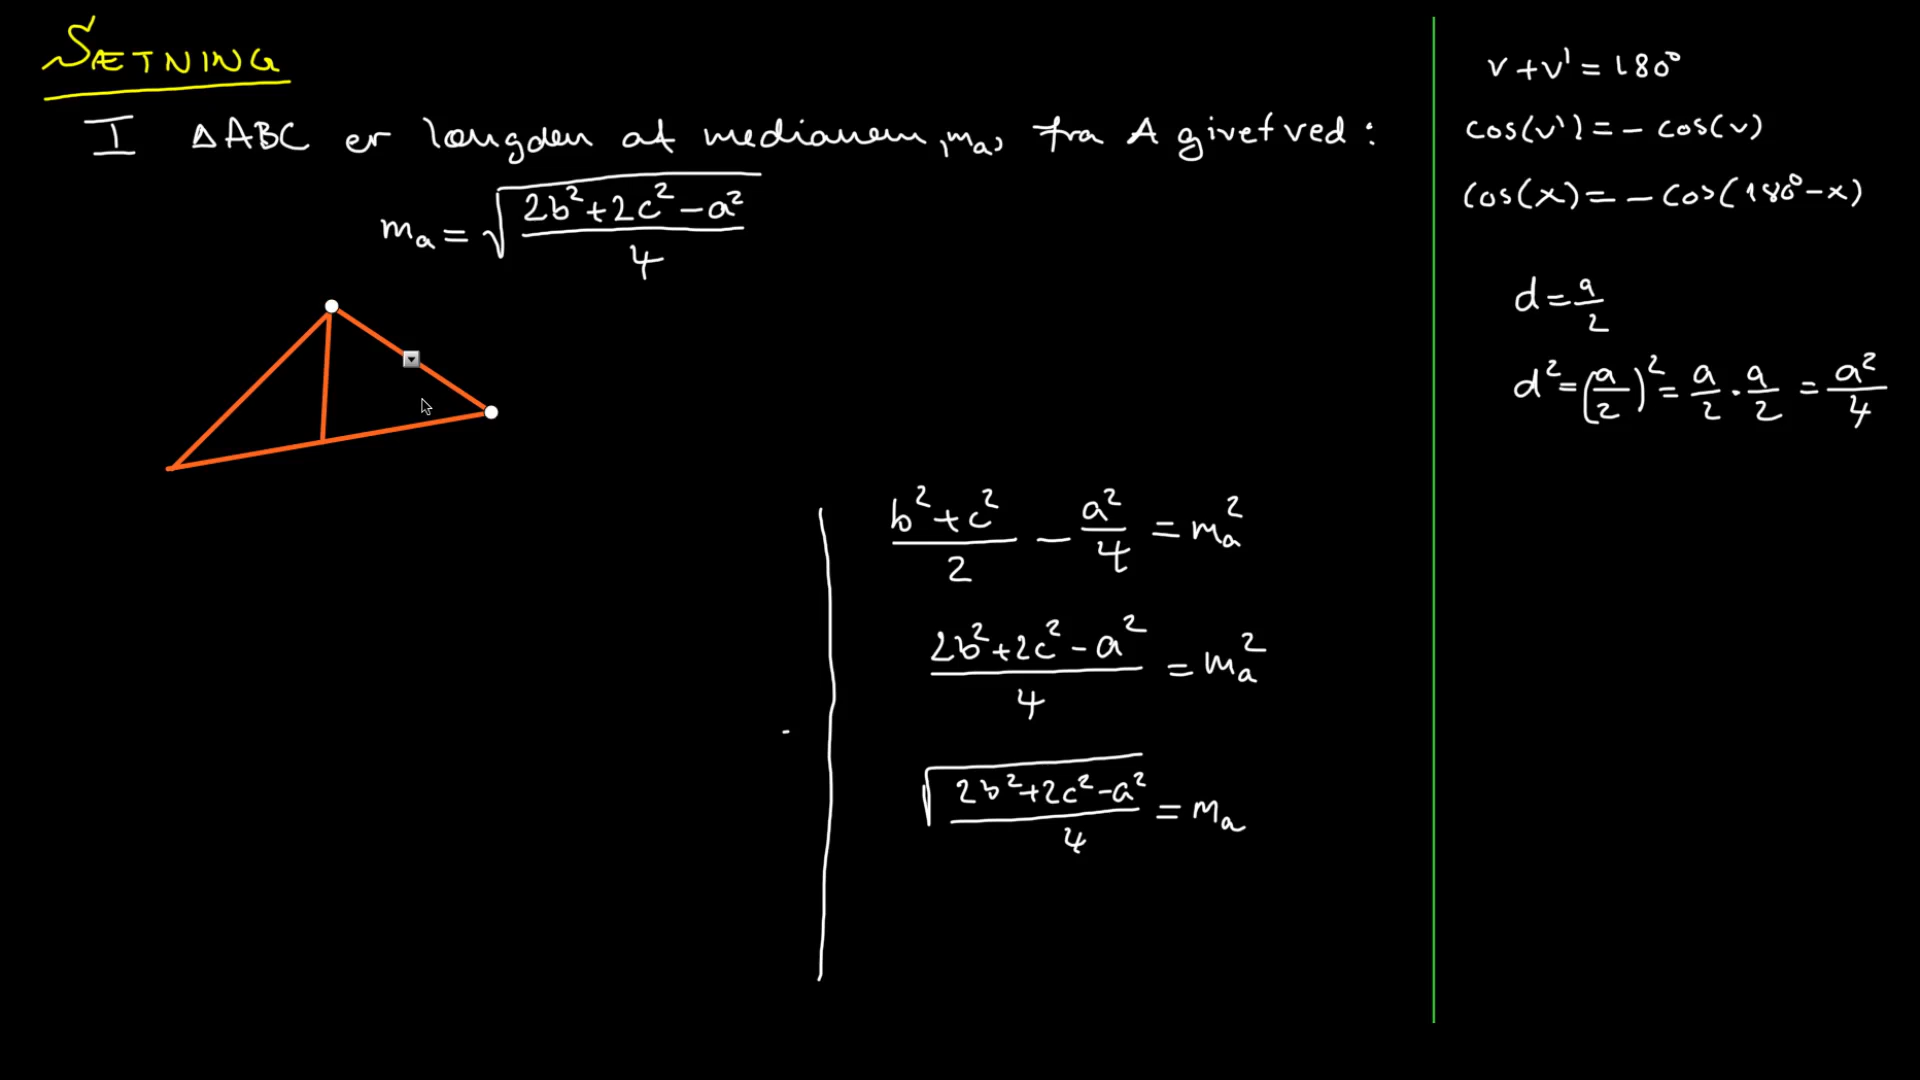 SÆTNING
I △ABC er længden af medianen, mₐ, fra A givet ved:
mₐ = √((2b²+2c²-a²)/4)
(b²+c²)/2 - a²/4 = mₐ²
(2b²+2c²-a²)/4 = mₐ²
√((2b²+2c²-a²)/4) = mₐ
v+v' = 180°
cos(v') = - cos(v)
cos(x) = - cos(180°-x)
d = a/2
d² = (a/2)² = a/2 · a/2 = a²/4